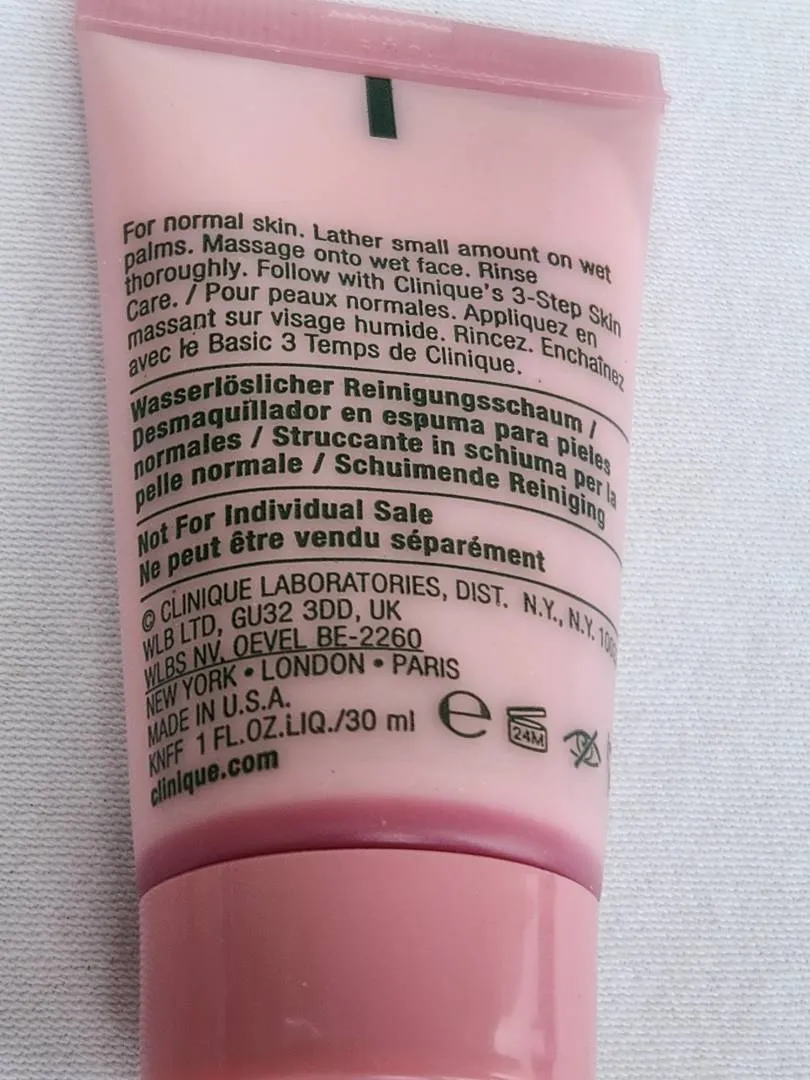 For normal skin. Lather small amount on wet
palms. Massage onto wet face. Rinse
thoroughly. Follow with Clinique's 3-Step Skin
Care. / Pour peaux normales. Appliquez en
massant sur visage humide. Rincez. Enchaînez
avec le Basic 3 Temps de Clinique.
Wasserlöslicher Reinigungsschaum /
Desmaquillador en espuma para pieles
normales / Struccante in schiuma per la
pelle normale / Schuimende Reiniging
Not For Individual Sale
Ne peut être vendu séparément
© CLINIQUE LABORATORIES, DIST. N.Y., N.Y.
WLB LTD, GU32 3DD, UK
WLBS NV, OEVEL BE-2260
NEW YORK • LONDON • PARIS
MADE IN U.S.A.
KNFF 1 FL.OZ.LIQ./30 ml e 24M
clinique.com